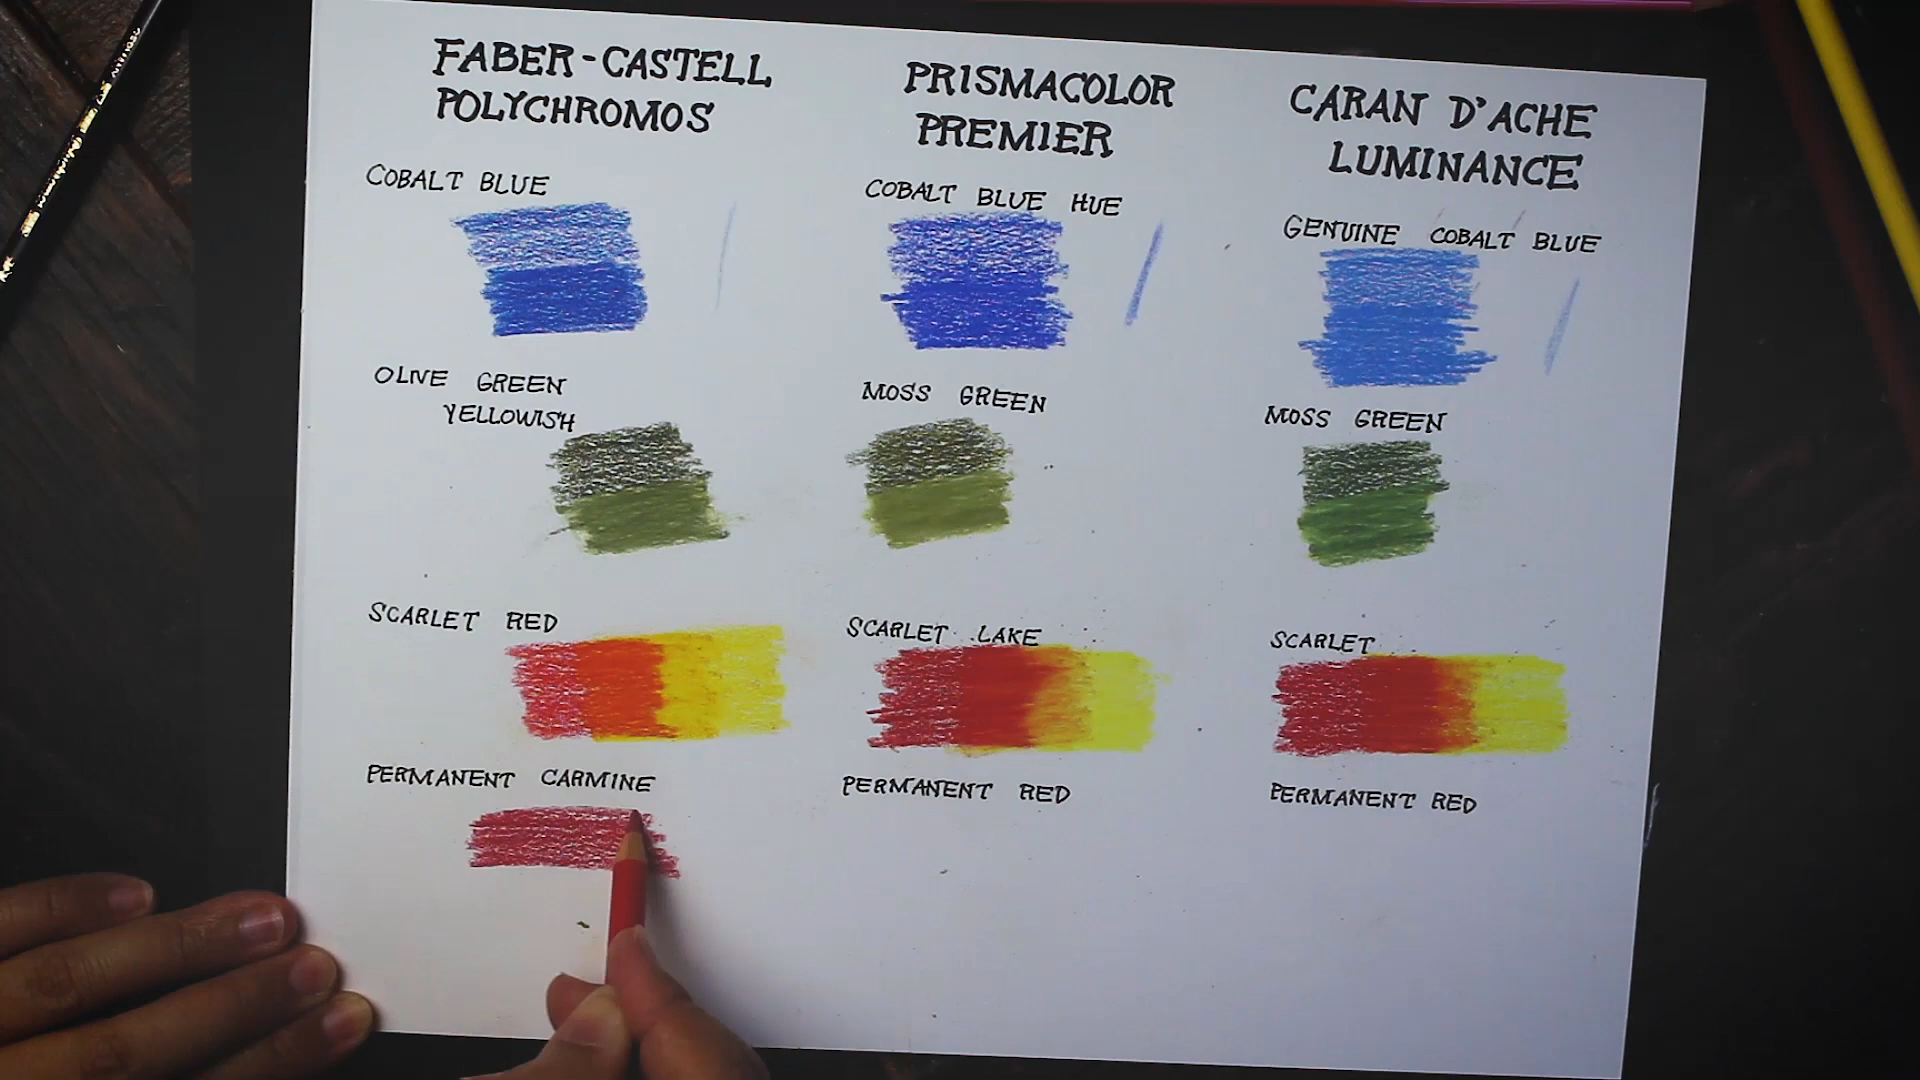 FABER-CASTELL
POLYCHROMOS
COBALT BLUE
OLIVE GREEN
YELLOWISH
SCARLET RED
PERMANENT CARMINE
PRISMACOLOR
PREMIER
COBALT BLUE HUE
MOSS GREEN
SCARLET LAKE
PERMANENT RED
CARAN D'ACHE
LUMINANCE
GENUINE COBALT BLUE
MOSS GREEN
SCARLET
PERMANENT RED